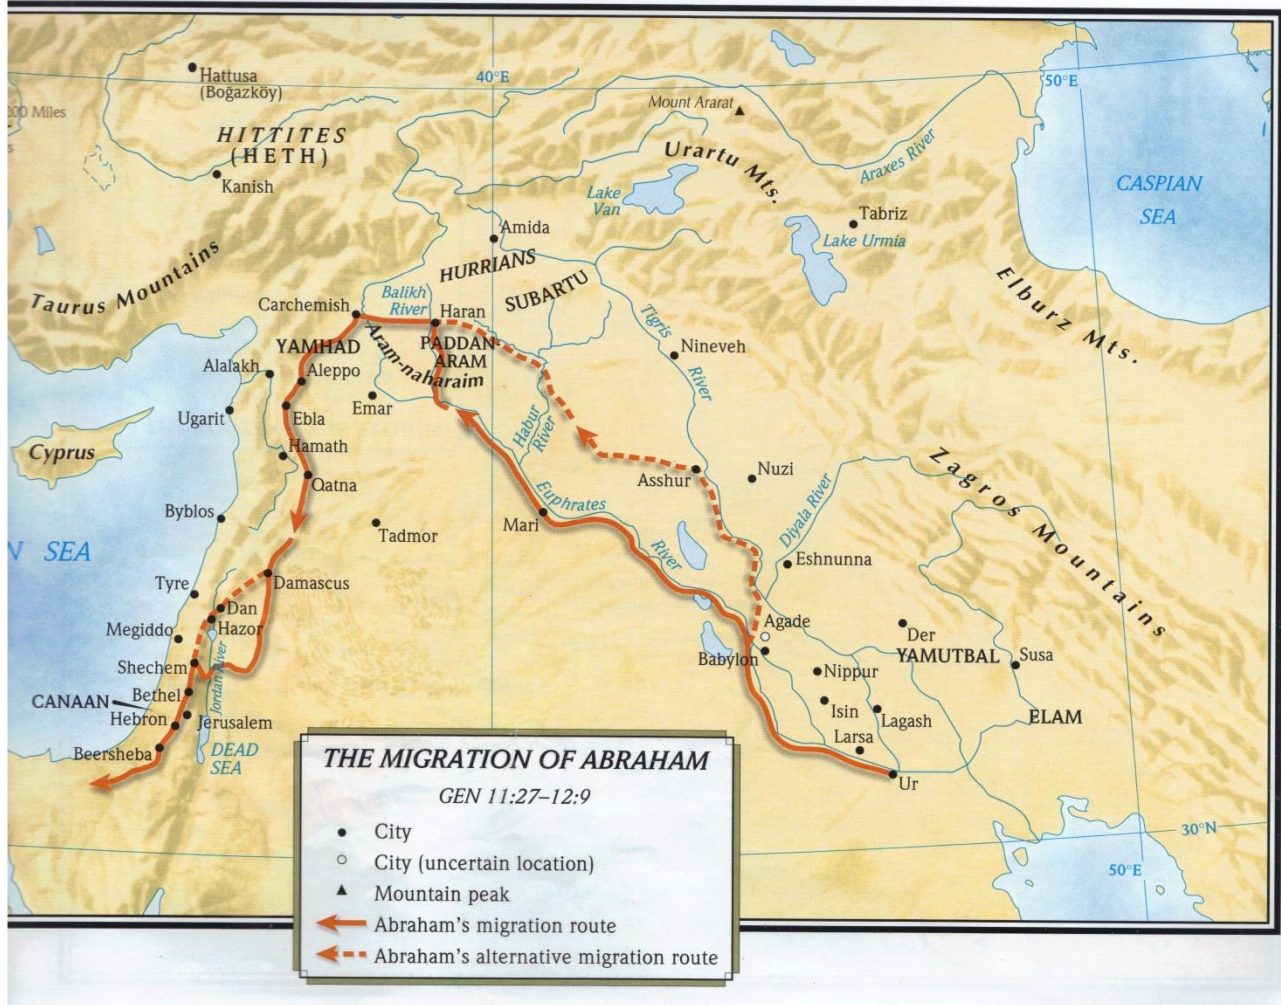 40°E
50°E
Hattusa
(Boğazköy)
Mount Ararat
200 Miles
HITTITES
(HETH)
Urartu Mts.
Araxes River
CASPIAN
SEA
Kanish
Lake
Van
Tabriz
Lake Urmia
Amida
HURRIANS
SUBARTU
Taurus Mountains
Elburz Mts.
Carchemish
Balikh
River
Haran
Tigris
River
Nineveh
YAMHAD
PADDAN-
ARAM
Aram-naharaim
Alalakh
Aleppo
Emar
Ugarit
Ebla
Habur
River
Cyprus
Hamath
Qatna
Asshur
Nuzi
Zagros Mountains
Diyala River
Euphrates
River
Mari
Byblos
Tadmor
N SEA
Eshnunna
Tyre
Damascus
Dan
Hazor
Megiddo
Agade
Babylon
Der
YAMUTBAL
Susa
Shechem
Jordan River
Nippur
Bethel
CANAAN
Isin
Lagash
ELAM
Hebron
Jerusalem
Larsa
Beersheba
DEAD
SEA
Ur
30°N
50°E
THE MIGRATION OF ABRAHAM
GEN 11:27–12:9
City
City (uncertain location)
Mountain peak
Abraham's migration route
Abraham's alternative migration route